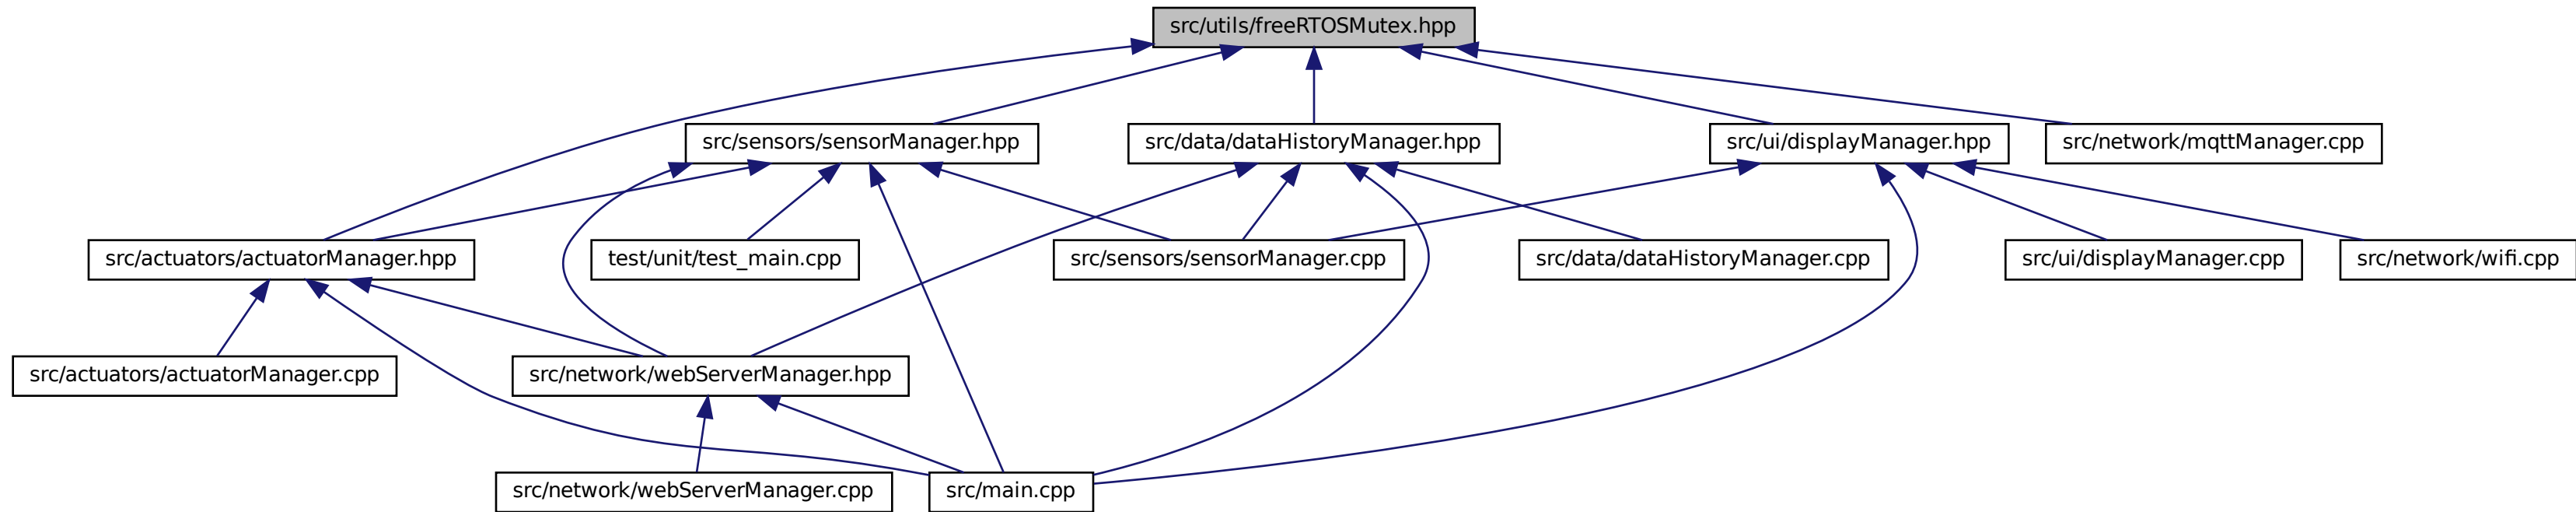 src/utils/freeRTOSMutex.hpp
src/sensors/sensorManager.hpp
src/data/dataHistoryManager.hpp
src/ui/displayManager.hpp
src/network/mqttManager.cpp
src/actuators/actuatorManager.hpp
test/unit/test_main.cpp
src/sensors/sensorManager.cpp
src/data/dataHistoryManager.cpp
src/ui/displayManager.cpp
src/network/wifi.cpp
src/actuators/actuatorManager.cpp
src/network/webServerManager.hpp
src/network/webServerManager.cpp
src/main.cpp